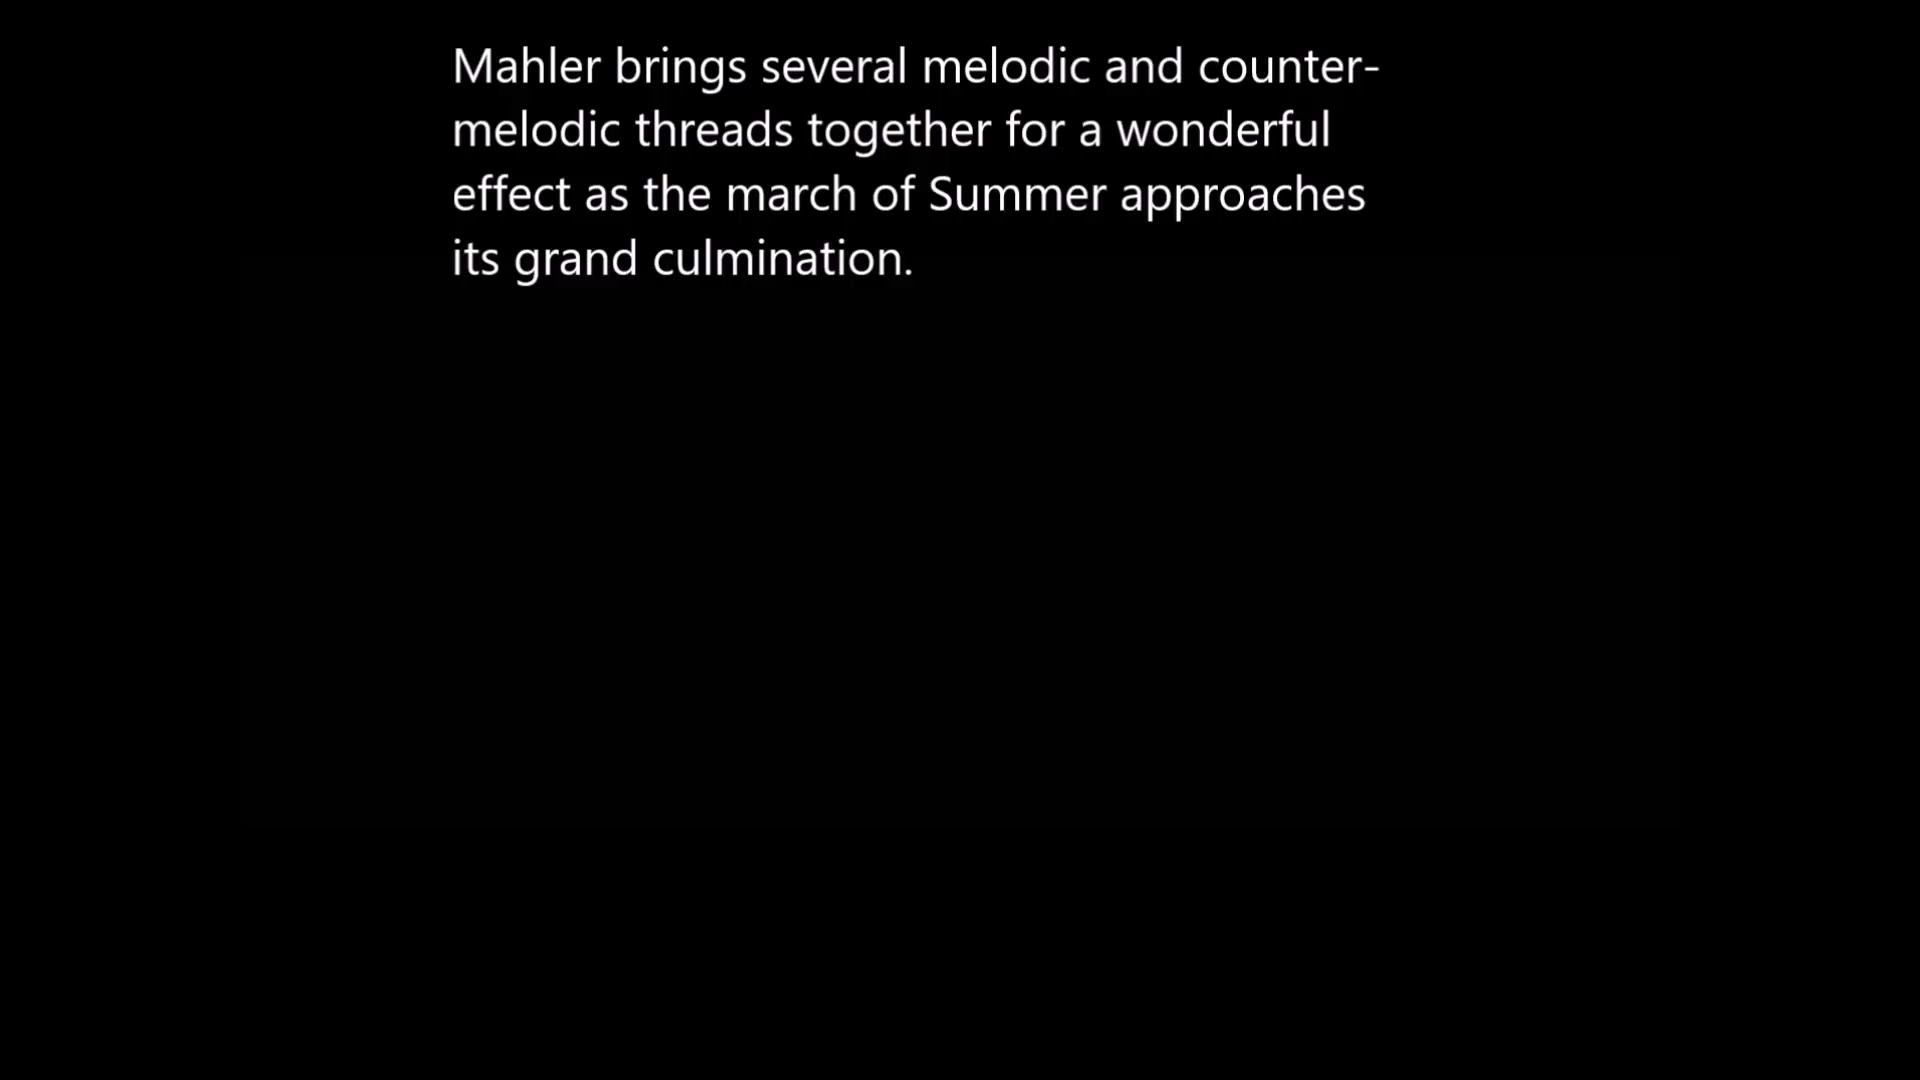 Mahler brings several melodic and counter-
melodic threads together for a wonderful
effect as the march of Summer approaches
its grand culmination.